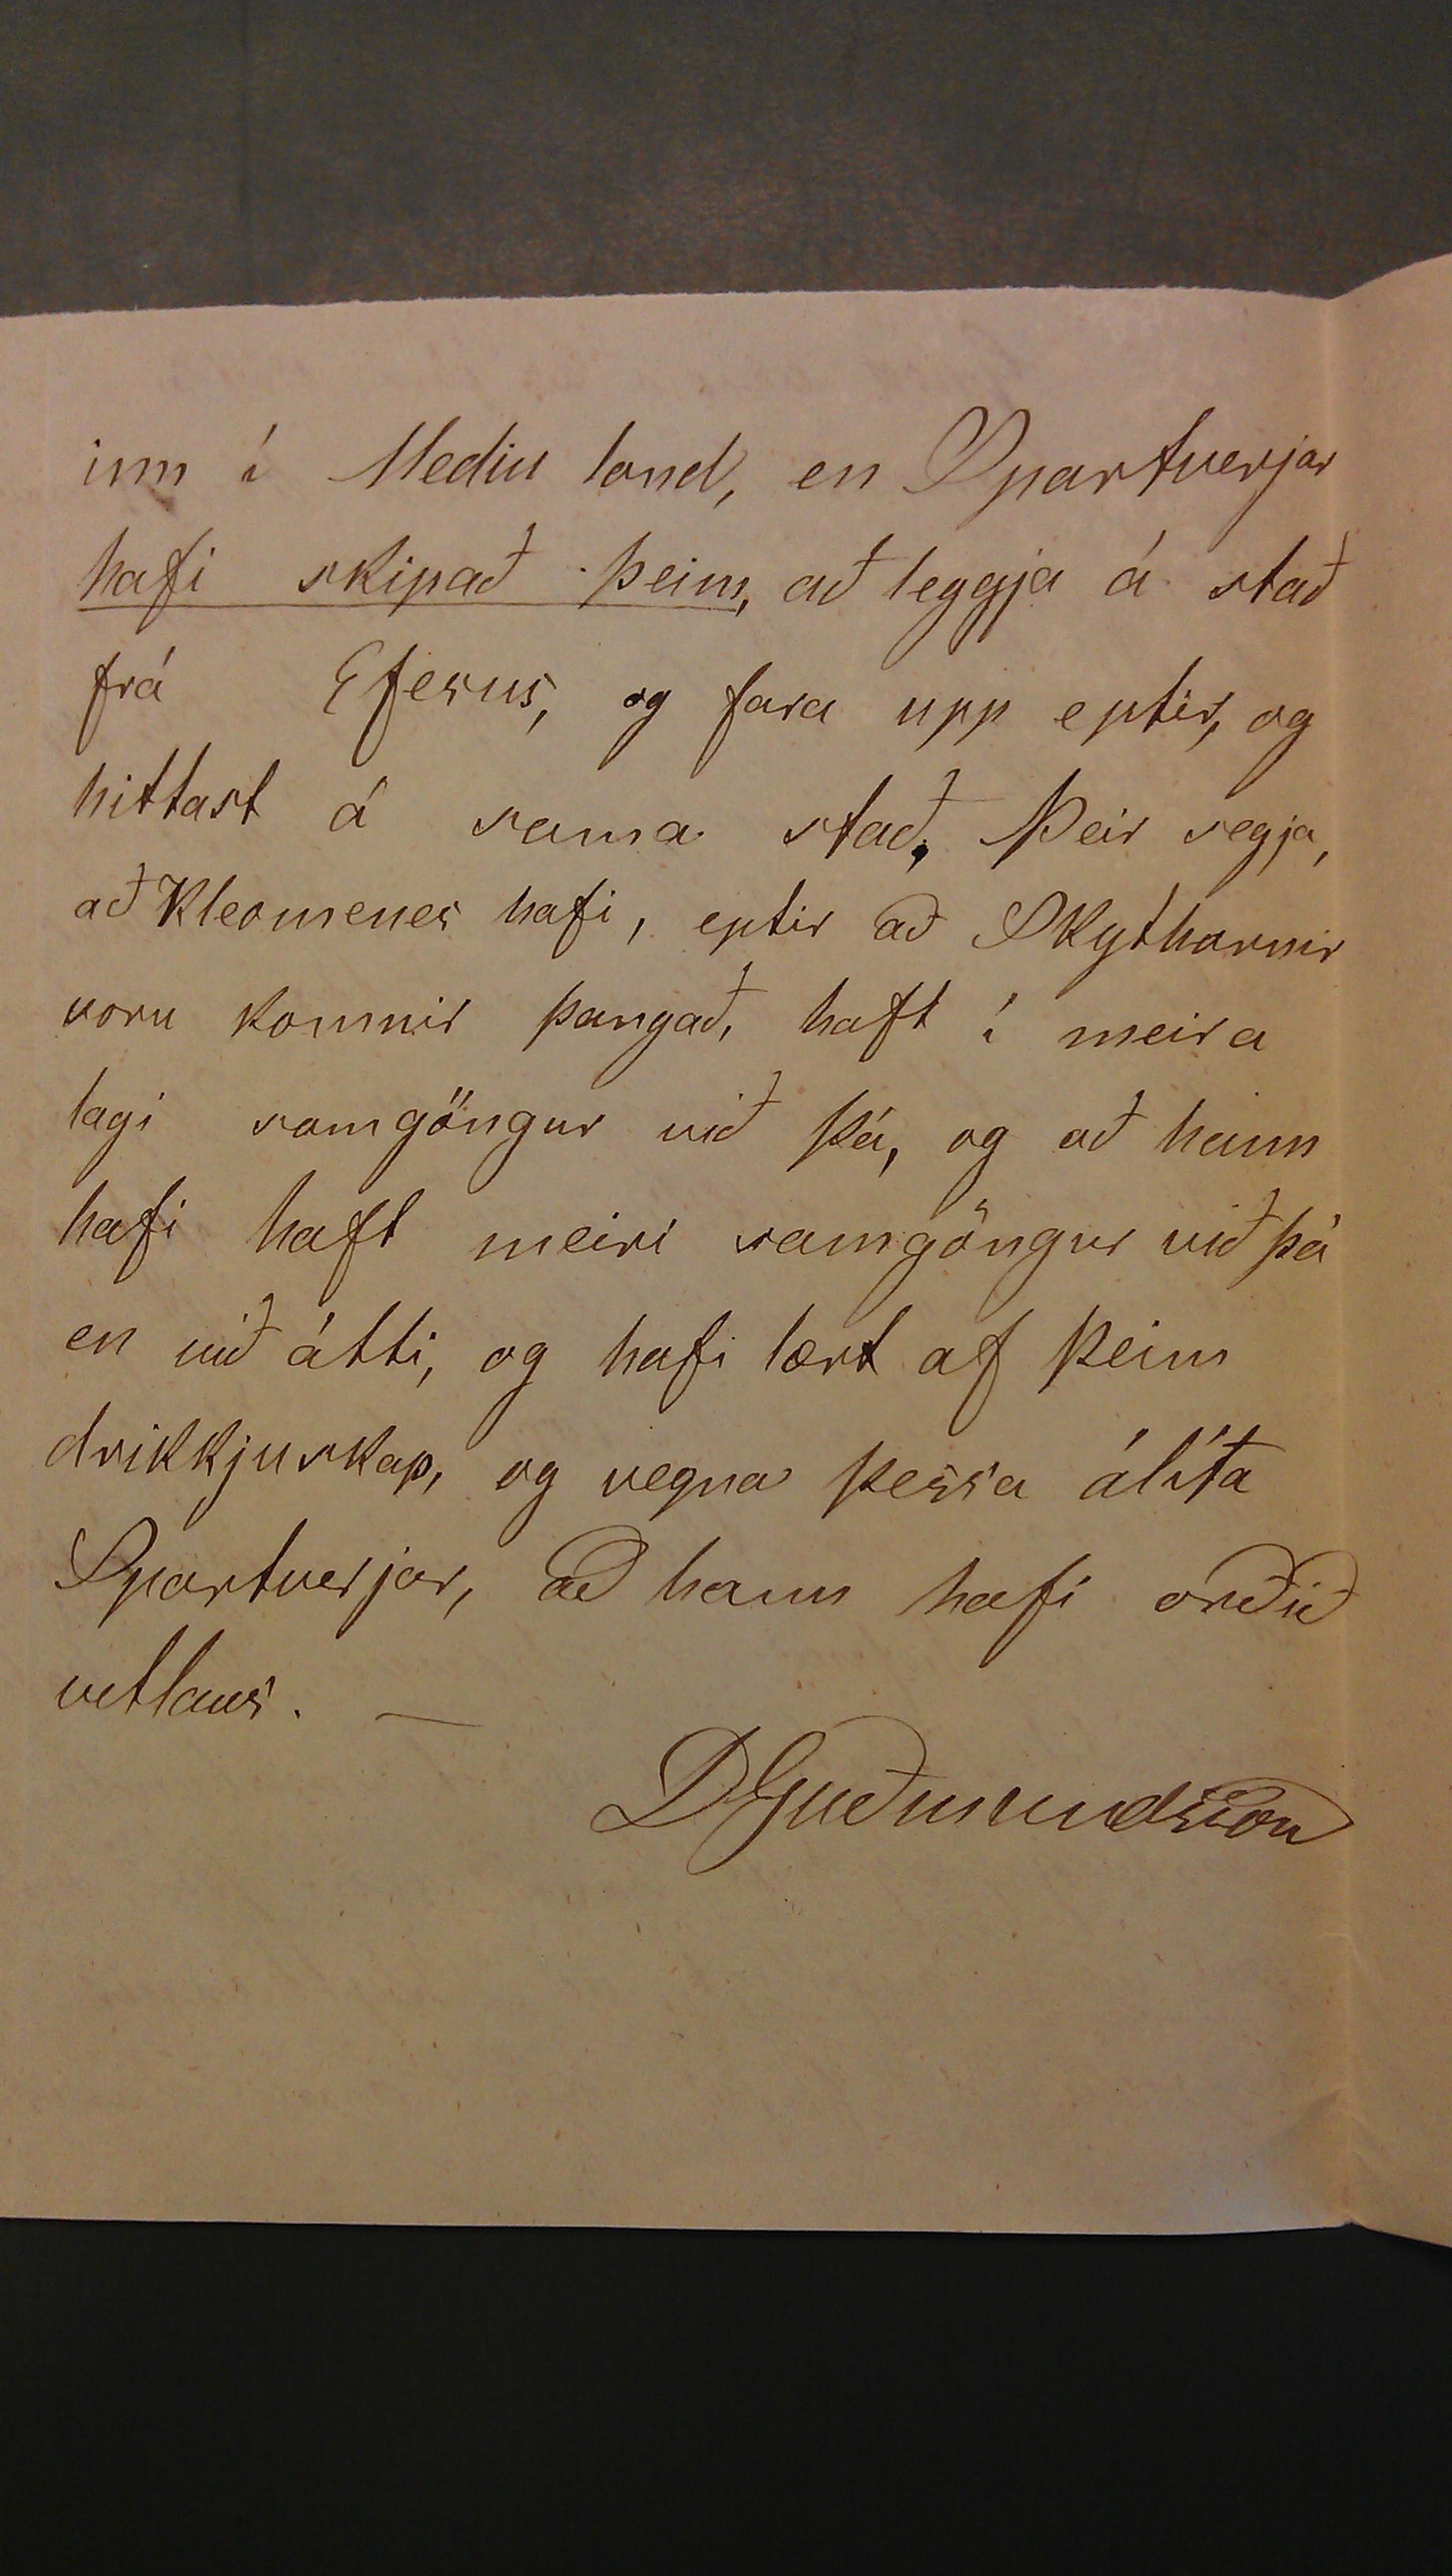 inn í Mediu land, en Spartverjar
hafi skipað þeim, að leggja á stað
frá Efesus, og fara upp eptir, og
hittast á sama stað. Þeir segja,
að Kleomenes hafi, eptir að Skytharnir
voru komnir þangað, haft í meira
lagi samgöngur við þá, og að hann
hafi haft meiri samgöngur við þá
en við átti, og hafi lært af þeim
drikkjuskap, og vegna þessa álíta
Spartverjar, að hann hafi orðið
vitlaus. —
DGuðmundsson